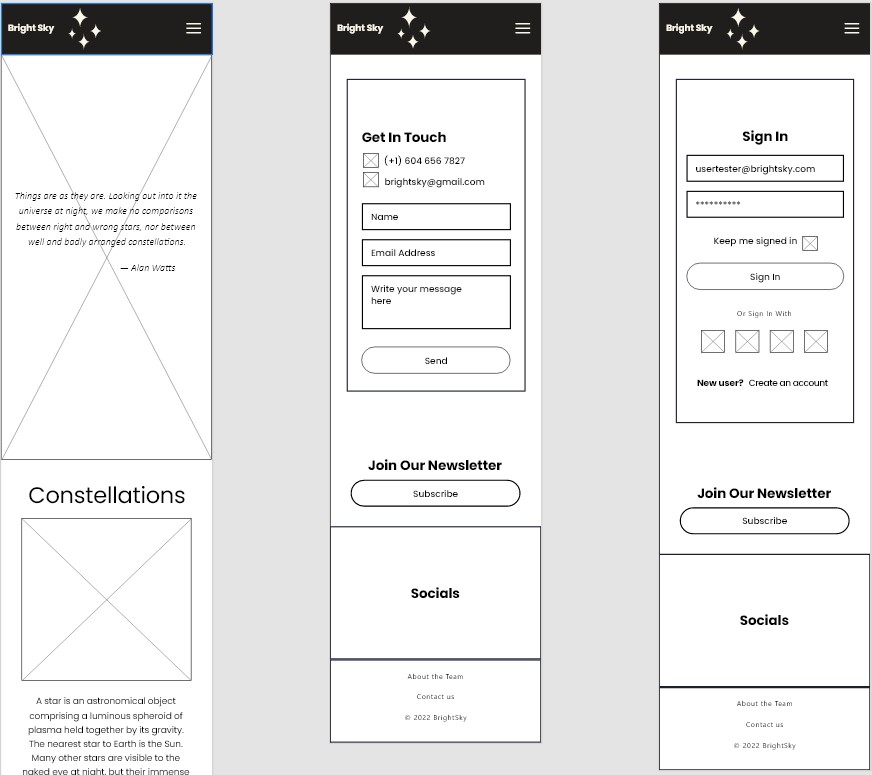 Bright Sky
Things are as they are. Looking out into it the
universe at night, we make no comparisons
between right and wrong stars, nor between
well and badly arranged constellations.
— Alan Watts
Constellations
A star is an astronomical object
comprising a luminous spheroid of
plasma held together by its gravity.
The nearest star to Earth is the Sun.
Many other stars are visible to the
naked eye at night, but their immense
Bright Sky
Get In Touch
(+1) 604 656 7827
brightsky@gmail.com
Name
Email Address
Write your message
here
Send
Join Our Newsletter
Subscribe
Socials
About the Team
Contact us
© 2022 BrightSky
Bright Sky
Sign In
usertester@brightsky.com
**********
Keep me signed in
Sign In
Or Sign In With
New user? Create an account
Join Our Newsletter
Subscribe
Socials
About the Team
Contact us
© 2022 BrightSky